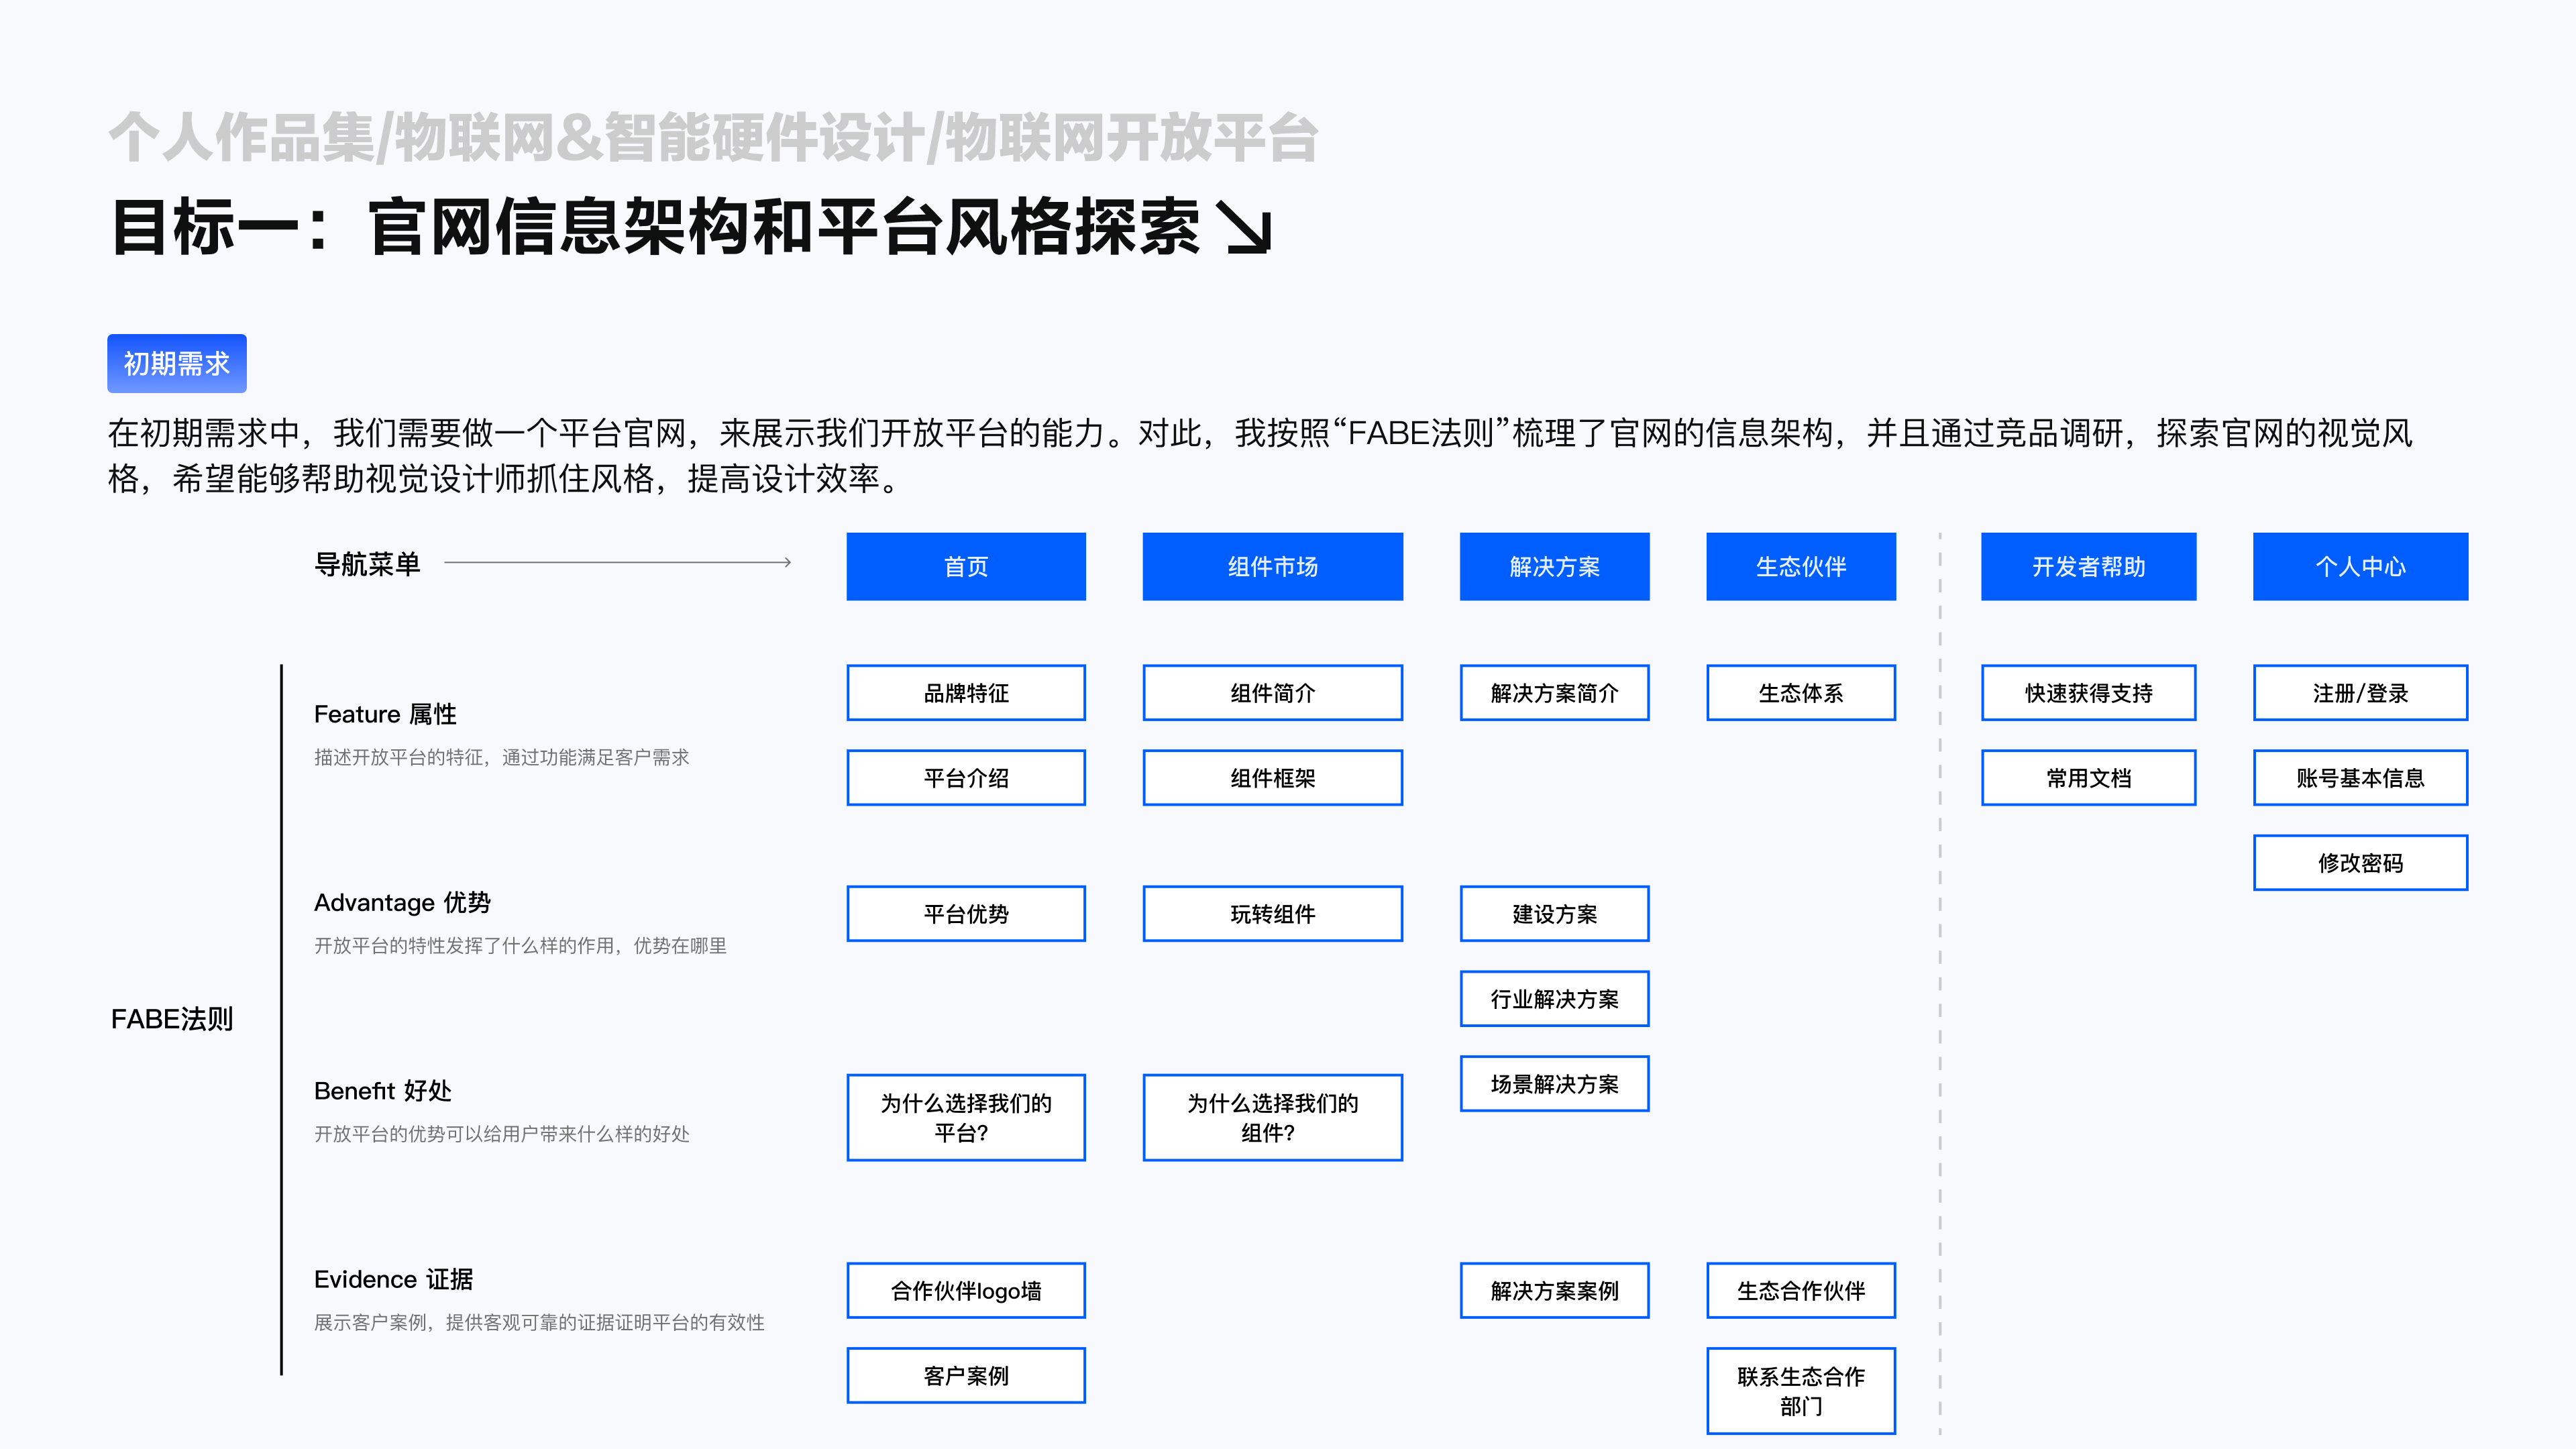 个人作品集/物联网&智能硬件设计/物联网开放平台
目标一：官网信息架构和平台风格探索
初期需求
在初期需求中，我们需要做一个平台官网，来展示我们开放平台的能力。对此，我按照“FABE法则”梳理了官网的信息架构，并且通过竞品调研，探索官网的视觉风
格，希望能够帮助视觉设计师抓住风格，提高设计效率。
导航菜单
首页
组件市场
解决方案
生态伙伴
开发者帮助
个人中心
FABE法则
Feature 属性
描述开放平台的特征，通过功能满足客户需求
品牌特征
组件简介
解决方案简介
生态体系
快速获得支持
注册/登录
平台介绍
组件框架
常用文档
账号基本信息
修改密码
Advantage 优势
开放平台的特性发挥了什么样的作用，优势在哪里
平台优势
玩转组件
建设方案
行业解决方案
场景解决方案
Benefit 好处
开放平台的优势可以给用户带来什么样的好处
为什么选择我们的
平台?
为什么选择我们的
组件?
Evidence 证据
展示客户案例，提供客观可靠的证据证明平台的有效性
合作伙伴logo墙
解决方案案例
生态合作伙伴
客户案例
联系生态合作
部门